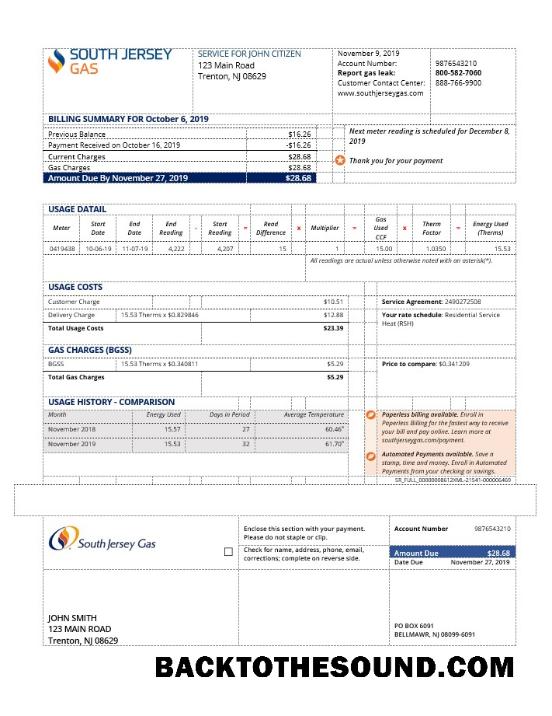 SOUTH JERSEY
GAS
SERVICE FOR JOHN CITIZEN
123 Main Road
Trenton, NJ 08629
November 9, 2019
Account Number: 9876543210
Report gas leak: 800-582-7060
Customer Contact Center: 888-766-9900
www.southjerseygas.com
BILLING SUMMARY FOR October 6, 2019
Previous Balance $16.26
Payment Received on October 16, 2019 -$16.26
Current Charges $28.68
Gas Charges $28.68
Amount Due By November 27, 2019 $28.68
Next meter reading is scheduled for December 8,
2019
Thank you for your payment
USAGE DATAIL
Meter Start Date End Date End Reading - Start Reading = Read Difference x Multiplier = Gas Used CCF x Therm Factor = Energy Used (Therms)
0419438 10-06-19 11-07-19 4,222 4,207 15 1 15.00 1.0350 15.53
All readings are actual unless otherwise noted with an asterisk(*).
USAGE COSTS
Customer Charge $10.51
Delivery Charge 15.53 Therms x $0.829846 $12.88
Total Usage Costs $23.39
Service Agreement: 2490272508
Your rate schedule: Residential Service
Heat (RSH)
GAS CHARGES (BGSS)
BGSS 15.53 Therms x $0.340811 $5.29
Total Gas Charges $5.29
Price to compare: $0,341209
USAGE HISTORY - COMPARISON
Month Energy Used Days in Period Average Temperature
November 2018 15.57 27 60.46°
November 2019 15.53 32 61.70°
Paperless billing available. Enroll in
Paperless Billing for the fastest way to receive
your bill and pay online. Learn more at
southjerseygas.com/payment.
Automated Payments available. Save a
stamp, time and money. Enroll in Automated
Payments from your checking or savings.
South Jersey Gas
Enclose this section with your payment.
Please do not staple or clip.
Check for name, address, phone, email,
corrections; complete on reverse side.
Account Number 9876543210
Amount Due $28.68
Date Due November 27, 2019
JOHN SMITH
123 MAIN ROAD
Trenton, NJ 08629
PO BOX 6091
BELLMAWR, NJ 08099-6091
BACKTOTHESOUND.COM